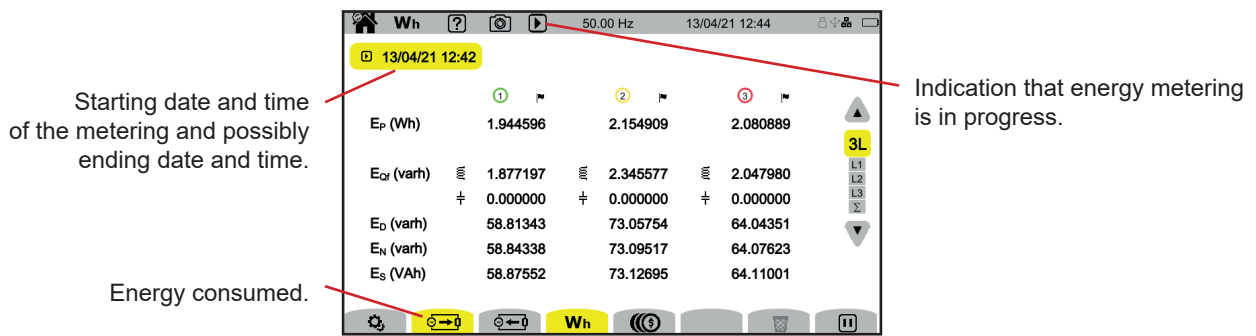 Wh ? 50.00 Hz 13/04/21 12:44
13/04/21 12:42
Starting date and time
of the metering and possibly
ending date and time.
Indication that energy metering
is in progress.
1 2 3
EP (Wh) 1.944596 2.154909 2.080889
EQf (varh) 1.877197 2.345577 2.047980
0.000000 0.000000 0.000000
ED (varh) 58.81343 73.05754 64.04351
EN (varh) 58.84338 73.09517 64.07623
ES (VAh) 58.87552 73.12695 64.11001
3L
L1
L2
L3
Σ
Energy consumed.
Wh $